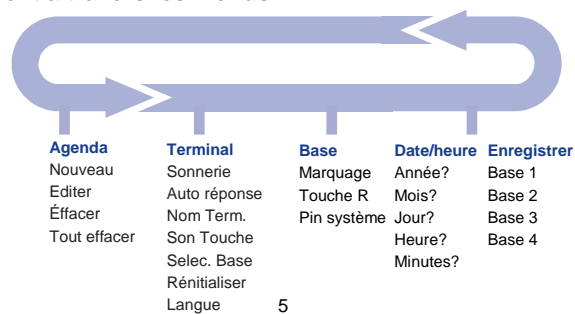 Agenda
Nouveau
Editer
Éffacer
Tout effacer
Terminal
Sonnerie
Auto réponse
Nom Term.
Son Touche
Selec. Base
Rénitialiser
Langue
Base
Marquage
Touche R
Pin système
Date/heure
Année?
Mois?
Jour?
Heure?
Minutes?
Enregistrer
Base 1
Base 2
Base 3
Base 4
5